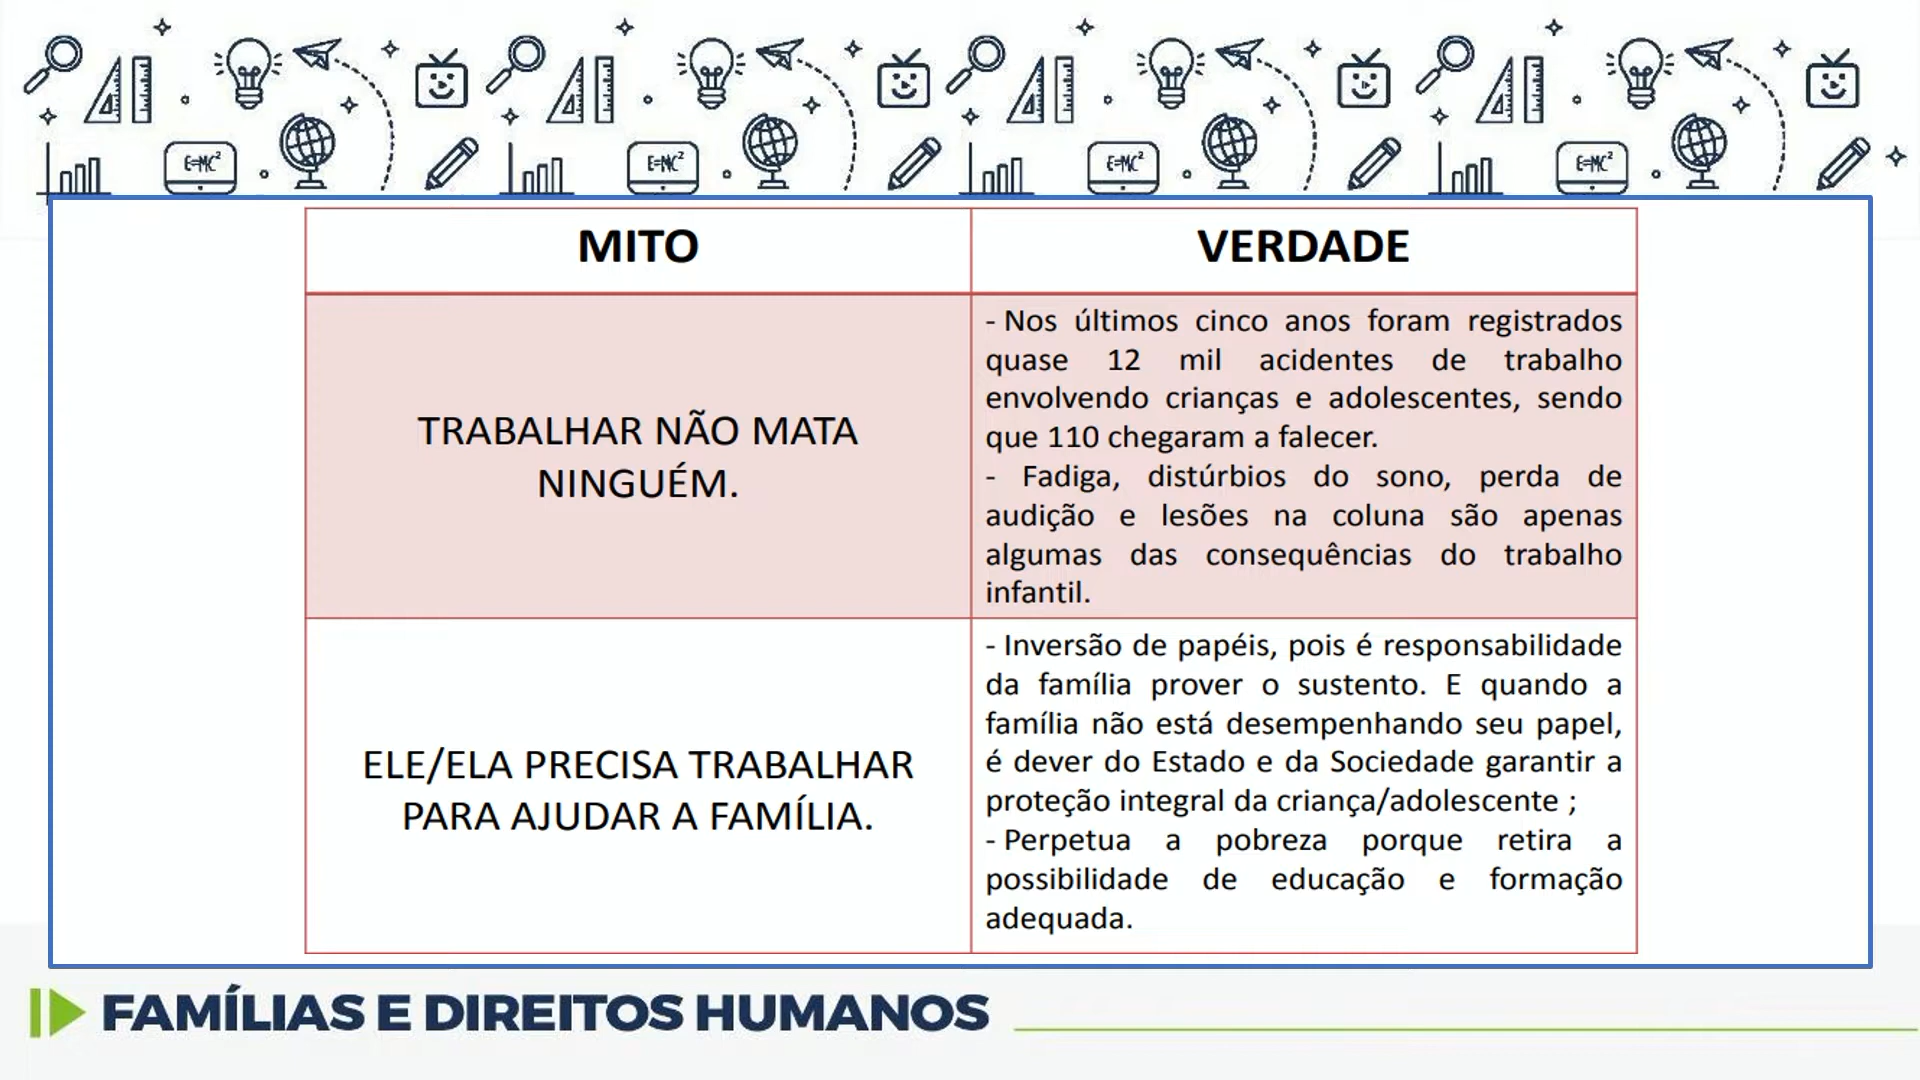 E=MC²
E=MC²
E=MC²
E=MC²
MITO
VERDADE
TRABALHAR NÃO MATA
NINGUÉM.
- Nos últimos cinco anos foram registrados
quase 12 mil acidentes de trabalho
envolvendo crianças e adolescentes, sendo
que 110 chegaram a falecer.
- Fadiga, distúrbios do sono, perda de
audição e lesões na coluna são apenas
algumas das consequências do trabalho
infantil.
ELE/ELA PRECISA TRABALHAR
PARA AJUDAR A FAMÍLIA.
- Inversão de papéis, pois é responsabilidade
da família prover o sustento. E quando a
família não está desempenhando seu papel,
é dever do Estado e da Sociedade garantir a
proteção integral da criança/adolescente ;
- Perpetua a pobreza porque retira a
possibilidade de educação e formação
adequada.
FAMÍLIAS E DIREITOS HUMANOS